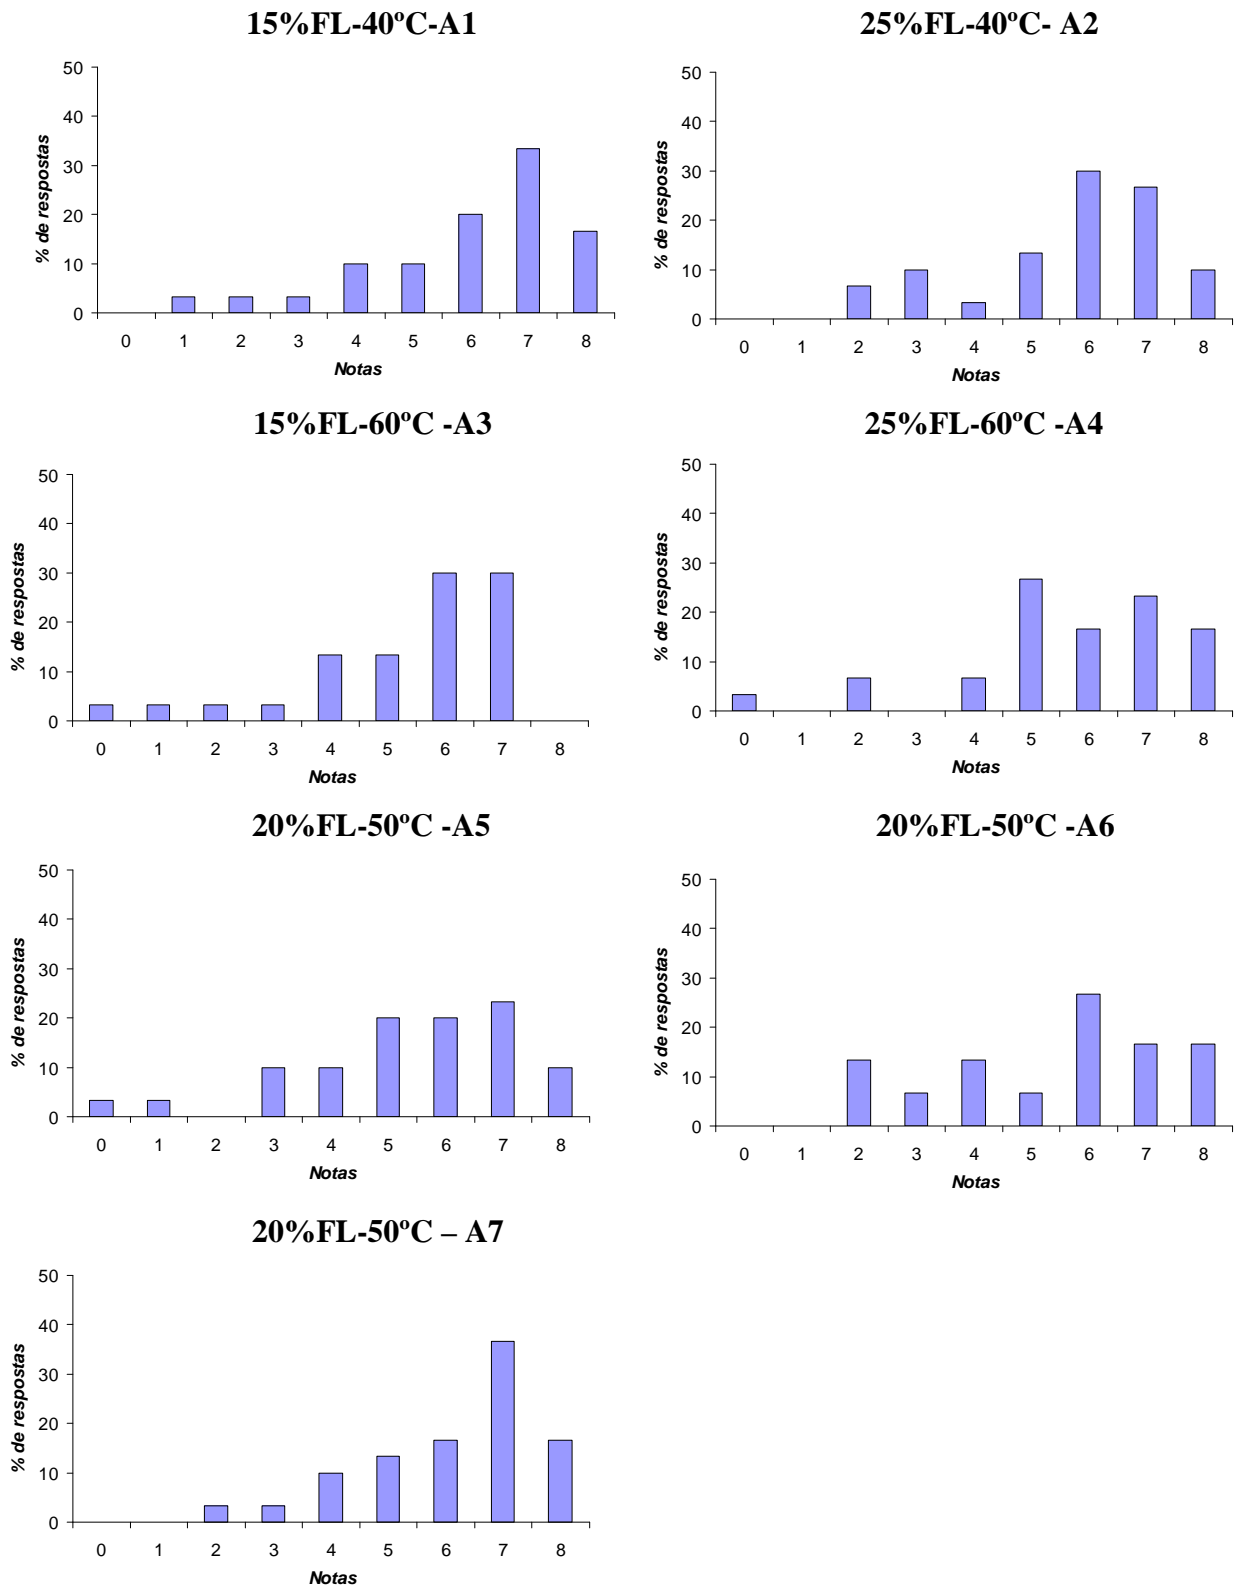 15%FL-40ºC-A1
50
40
30
20
10
0
% de respostas
0 1 2 3 4 5 6 7 8
Notas
25%FL-40ºC- A2
50
40
30
20
10
0
% de respostas
0 1 2 3 4 5 6 7 8
Notas
15%FL-60ºC -A3
50
40
30
20
10
0
% de respostas
0 1 2 3 4 5 6 7 8
Notas
25%FL-60ºC -A4
50
40
30
20
10
0
% de respostas
0 1 2 3 4 5 6 7 8
Notas
20%FL-50ºC -A5
50
40
30
20
10
0
% de respostas
0 1 2 3 4 5 6 7 8
Notas
20%FL-50ºC -A6
50
40
30
20
10
0
% de respostas
0 1 2 3 4 5 6 7 8
Notas
20%FL-50ºC – A7
50
40
30
20
10
0
% de respostas
0 1 2 3 4 5 6 7 8
Notas